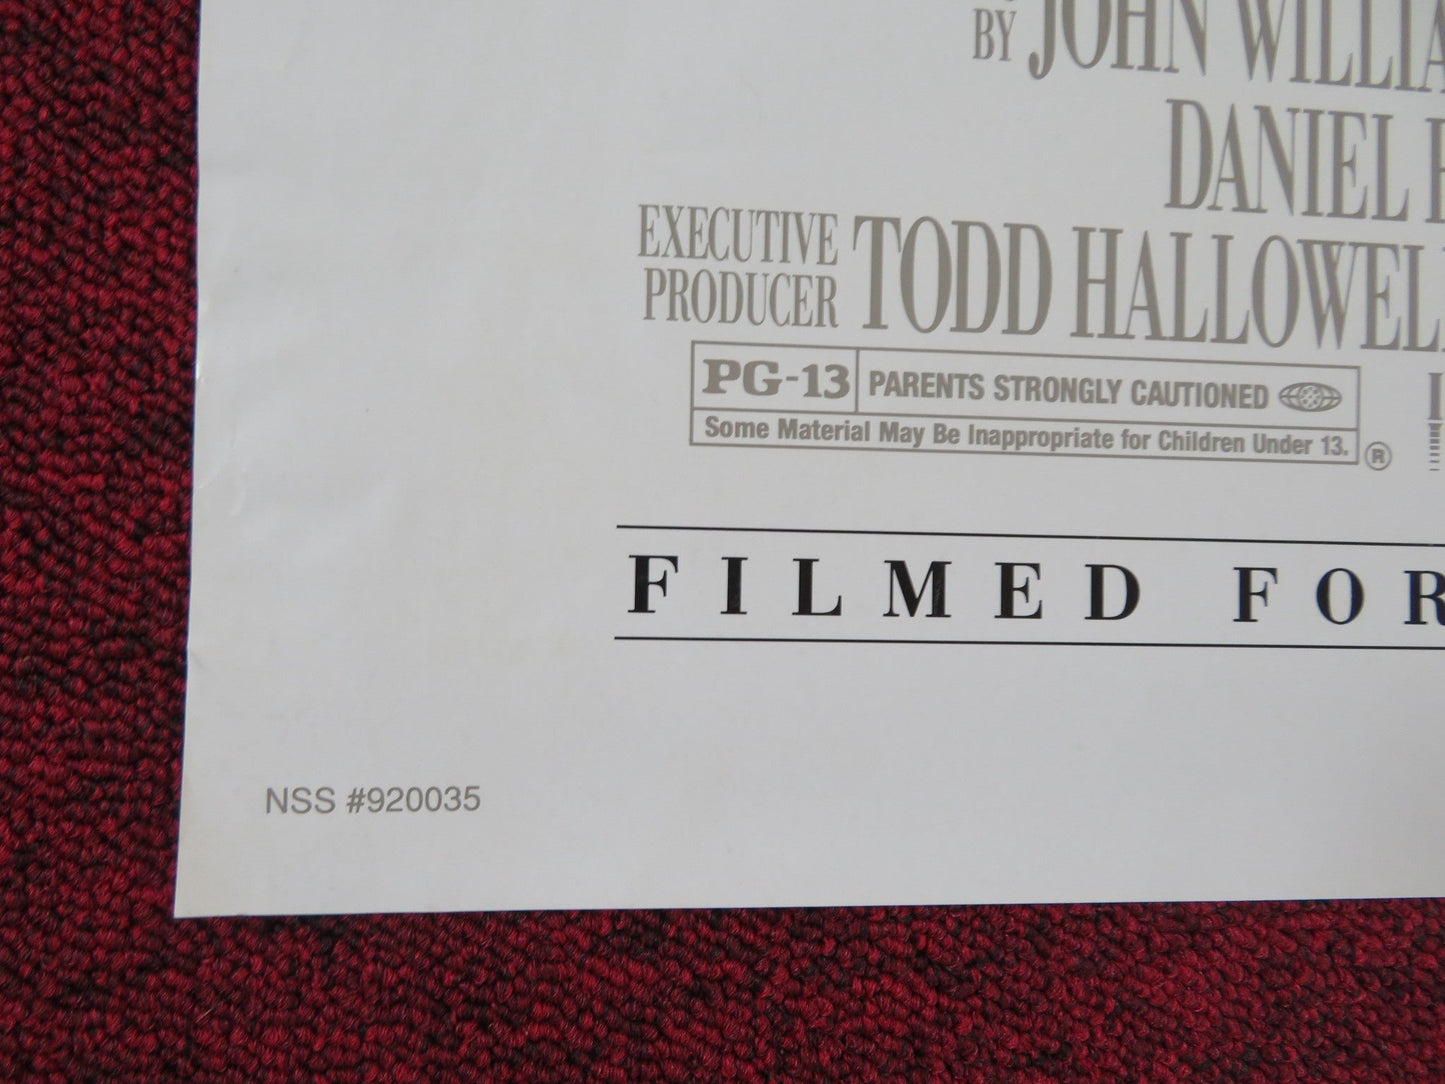 BY JOHN WILLIA
DANIEL
EXECUTIVE PRODUCER TODD HALLOWEL
PG-13 PARENTS STRONGLY CAUTIONED
Some Material May Be Inappropriate for Children Under 13. ®
FILMED FOR
NSS #920035